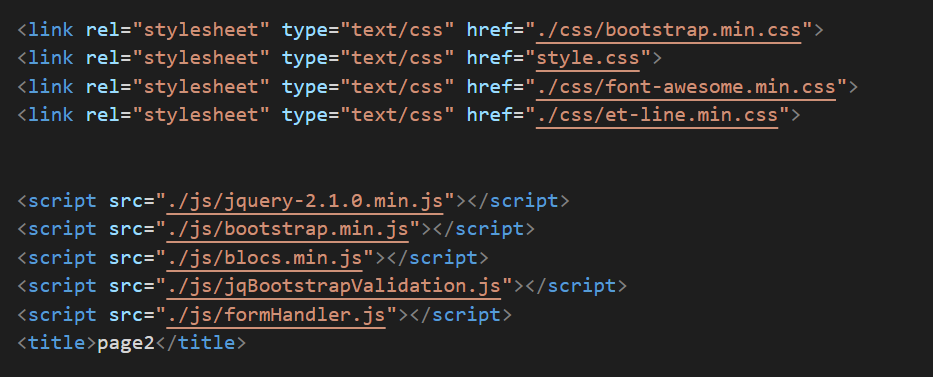 <link rel="stylesheet" type="text/css" href="./css/bootstrap.min.css">
<link rel="stylesheet" type="text/css" href="style.css">
<link rel="stylesheet" type="text/css" href="./css/font-awesome.min.css">
<link rel="stylesheet" type="text/css" href="./css/et-line.min.css">
<script src="./js/jquery-2.1.0.min.js"></script>
<script src="./js/bootstrap.min.js"></script>
<script src="./js/blocs.min.js"></script>
<script src="./js/jqBootstrapValidation.js"></script>
<script src="./js/formHandler.js"></script>
<title>page2</title>